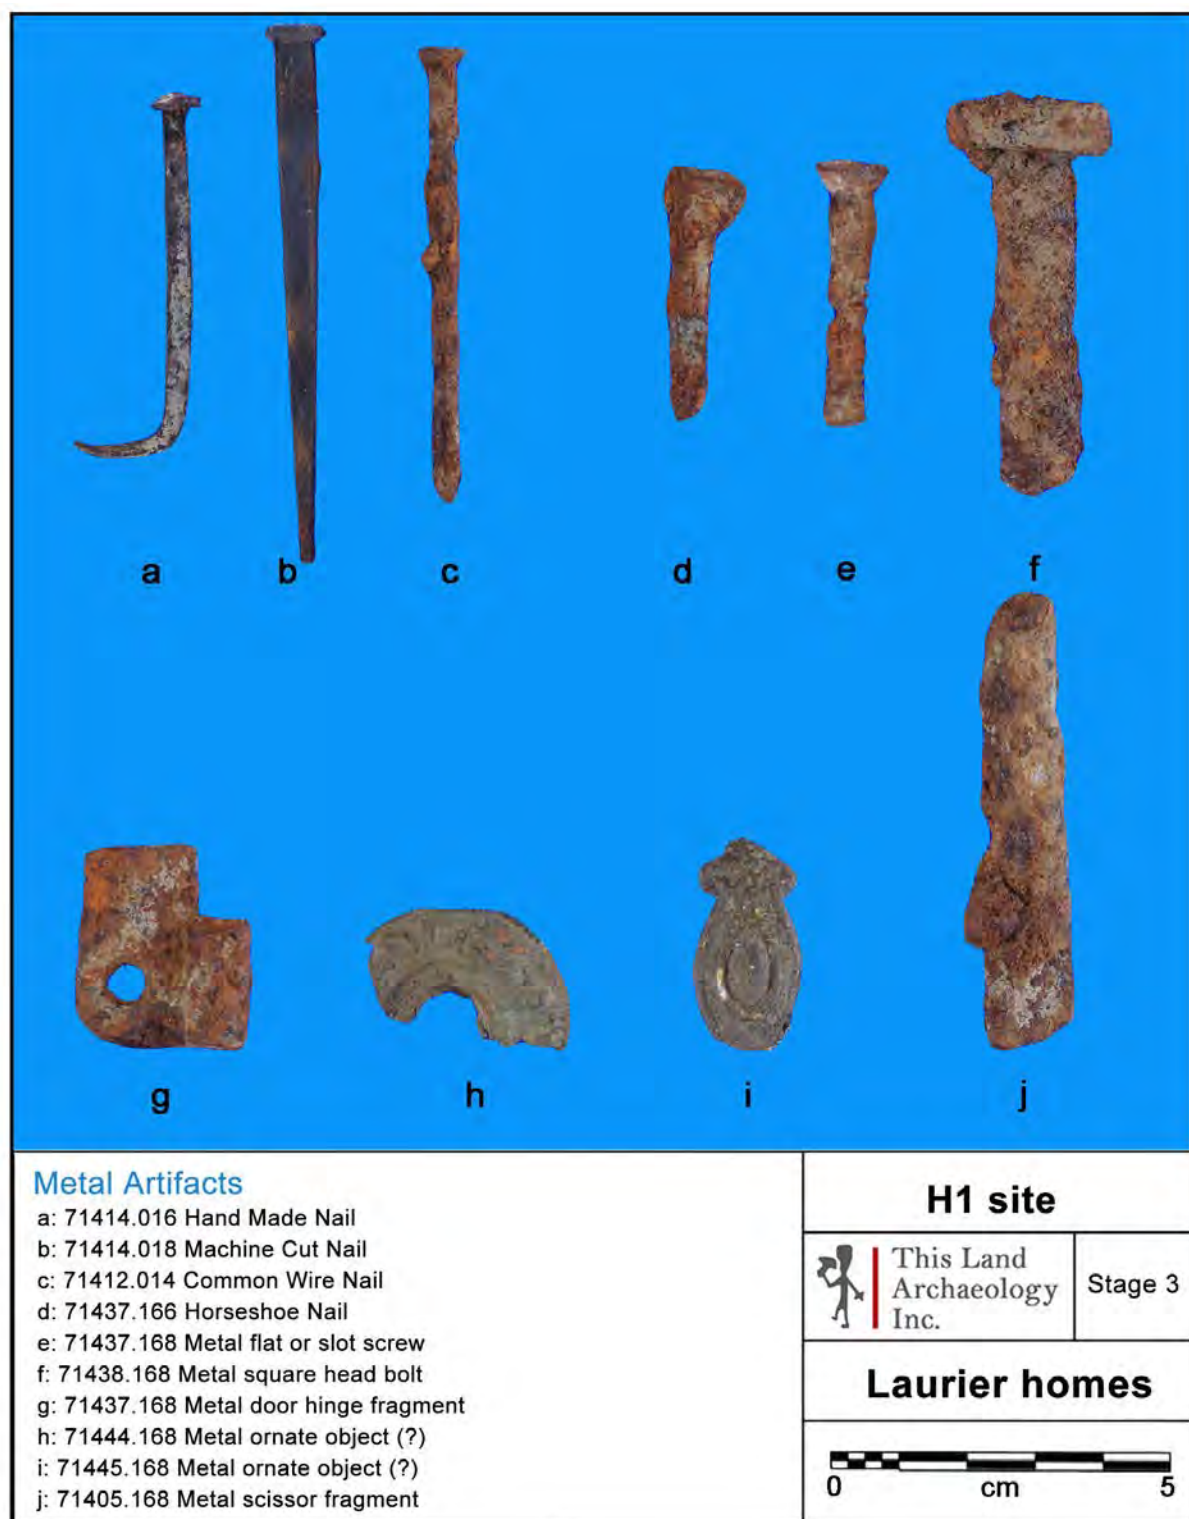 a b c d e f
g h i j
Metal Artifacts
a: 71414.016 Hand Made Nail
b: 71414.018 Machine Cut Nail
c: 71412.014 Common Wire Nail
d: 71437.166 Horseshoe Nail
e: 71437.168 Metal flat or slot screw
f: 71438.168 Metal square head bolt
g: 71437.168 Metal door hinge fragment
h: 71444.168 Metal ornate object (?)
i: 71445.168 Metal ornate object (?)
j: 71405.168 Metal scissor fragment
H1 site
This Land
Archaeology
Inc.
Stage 3
Laurier homes
0 cm 5